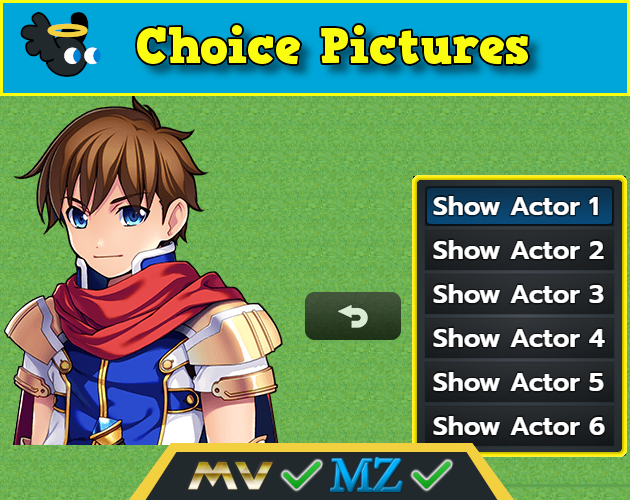 Choice Pictures
Show Actor 1
Show Actor 2
Show Actor 3
Show Actor 4
Show Actor 5
Show Actor 6
MV MZ